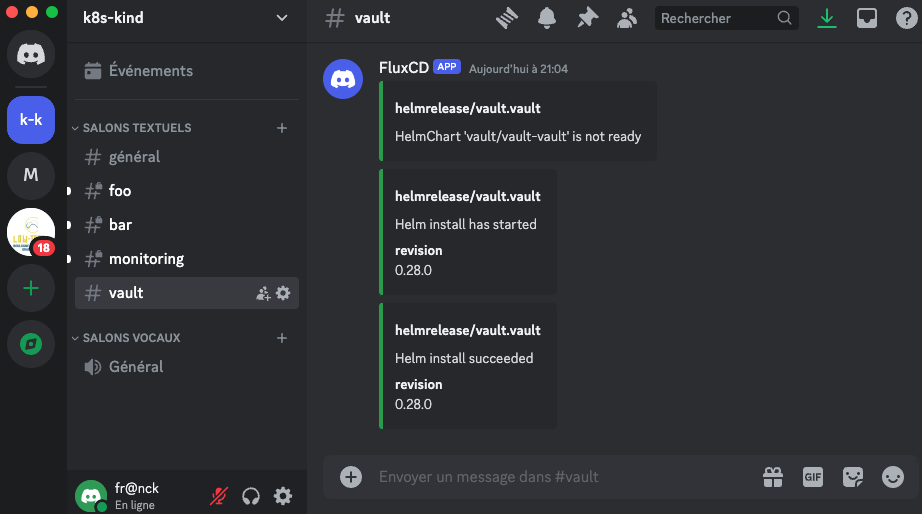 k8s-kind
vault
Rechercher
Événements
SALONS TEXTUELS
général
foo
bar
monitoring
vault
SALONS VOCAUX
Général
fr@nck
En ligne
k-k
M
18
FluxCD APP Aujourd'hui à 21:04
helmrelease/vault.vault
HelmChart 'vault/vault-vault' is not ready
helmrelease/vault.vault
Helm install has started
revision
0.28.0
helmrelease/vault.vault
Helm install succeeded
revision
0.28.0
Envoyer un message dans #vault
GIF